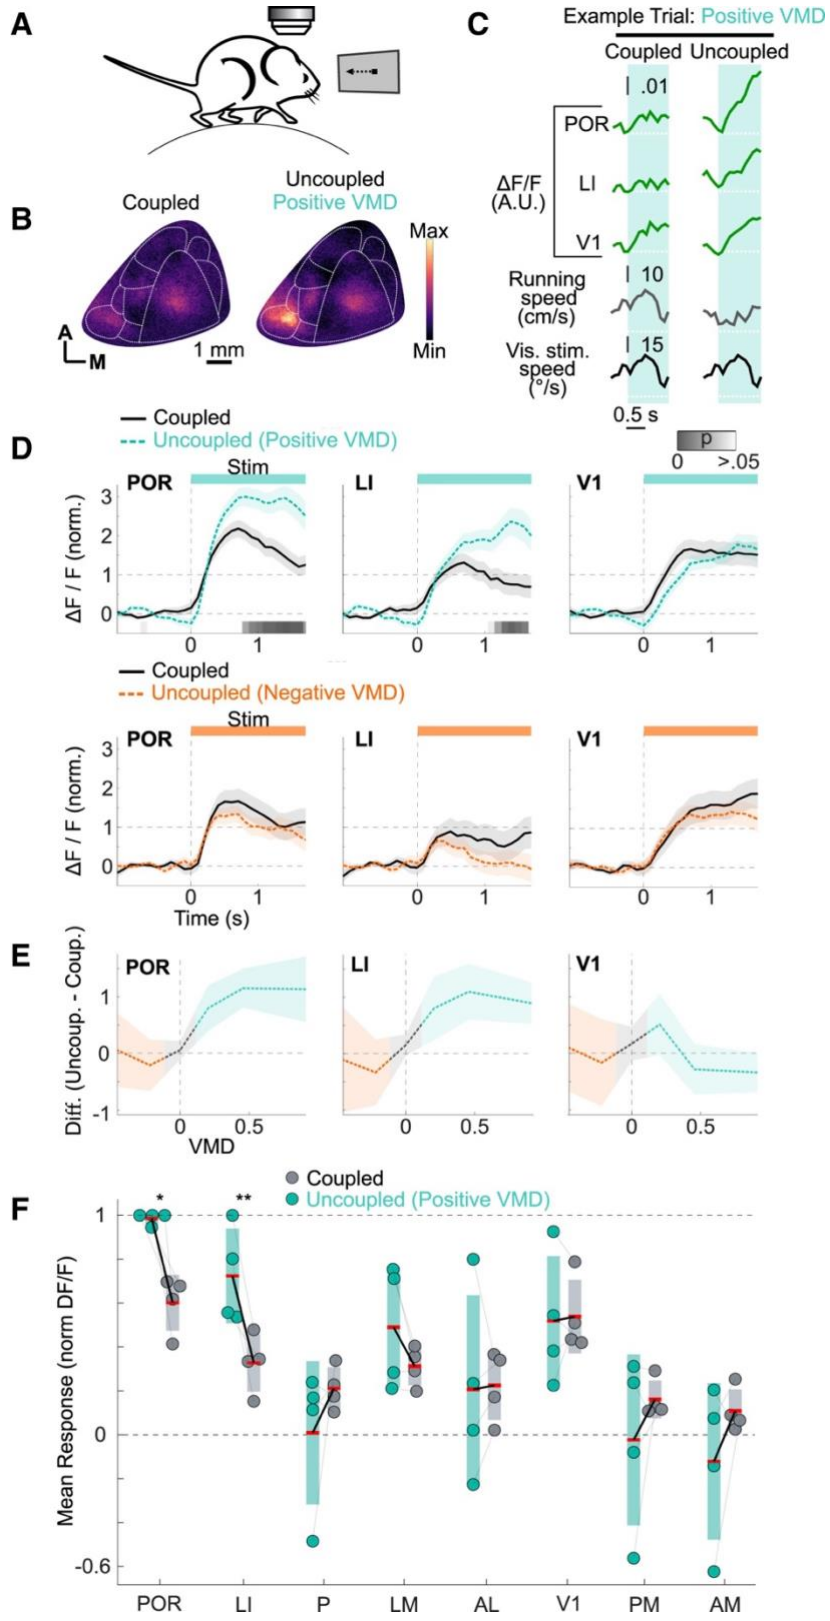 A
B
Coupled
Uncoupled
Positive VMD
Max
Min
A
M
1 mm
C
Example Trial: Positive VMD
Coupled Uncoupled
.01
POR
LI
V1
ΔF/F
(A.U.)
10
Running
speed
(cm/s)
15
Vis. stim.
speed
(°/s)
0.5 s
p
0 >.05
D
Coupled
Uncoupled (Positive VMD)
Stim
POR LI V1
ΔF / F (norm.)
3
2
1
0
0 1 0 1 0 1
Coupled
Uncoupled (Negative VMD)
Stim
POR LI V1
ΔF / F (norm.)
3
2
1
0
0 1 0 1 0 1
Time (s)
E
POR LI V1
Diff. (Uncoup. - Coup.)
1
0
-1
0 0.5 0 0.5 0 0.5
VMD
F
Coupled
Uncoupled (Positive VMD)
* **
Mean Response (norm DF/F)
1
0
-0.6
POR LI P LM AL V1 PM AM